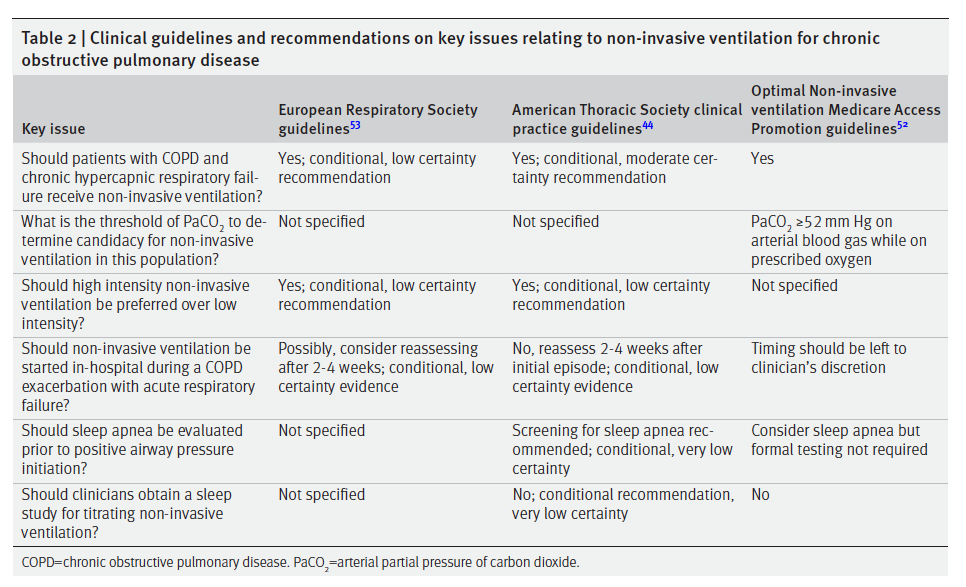 Table 2 | Clinical guidelines and recommendations on key issues relating to non-invasive ventilation for chronic
obstructive pulmonary disease
Key issue
European Respiratory Society
guidelines53
American Thoracic Society clinical
practice guidelines44
Optimal Non-invasive
ventilation Medicare Access
Promotion guidelines52
Should patients with COPD and
chronic hypercapnic respiratory fail-
ure receive non-invasive ventilation?
Yes; conditional, low certainty
recommendation
Yes; conditional, moderate cer-
tainty recommendation
Yes
What is the threshold of PaCO2 to de-
termine candidacy for non-invasive
ventilation in this population?
Not specified
Not specified
PaCO2 ≥52 mm Hg on
arterial blood gas while on
prescribed oxygen
Should high intensity non-invasive
ventilation be preferred over low
intensity?
Yes; conditional, low certainty
recommendation
Yes; conditional, low certainty
recommendation
Not specified
Should non-invasive ventilation be
started in-hospital during a COPD
exacerbation with acute respiratory
failure?
Possibly, consider reassessing
after 2-4 weeks; conditional, low
certainty evidence
No, reassess 2-4 weeks after
initial episode; conditional, low
certainty evidence
Timing should be left to
clinician's discretion
Should sleep apnea be evaluated
prior to positive airway pressure
initiation?
Not specified
Screening for sleep apnea rec-
ommended; conditional, very low
certainty
Consider sleep apnea but
formal testing not required
Should clinicians obtain a sleep
study for titrating non-invasive
ventilation?
Not specified
No; conditional recommendation,
very low certainty
No
COPD=chronic obstructive pulmonary disease. PaCO2=arterial partial pressure of carbon dioxide.